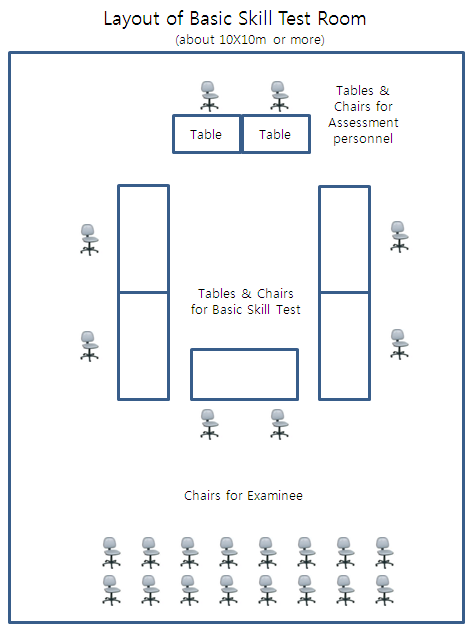 Layout of Basic Skill Test Room
(about 10X10m or more)
Tables &
Chairs for
Assessment
personnel
Table
Table
Tables & Chairs
for Basic Skill Test
Chairs for Examinee